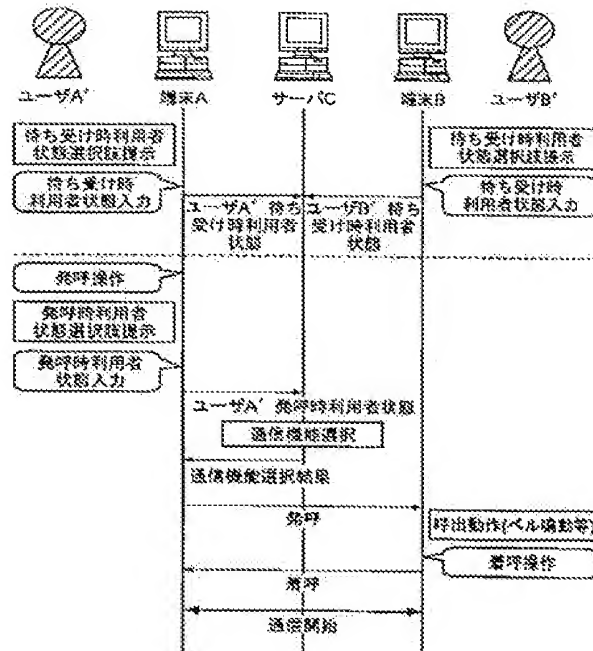 ユーザA'
端末A
サーバC
端末B
ユーザB'
待ち受け時利用者
状態選択肢提示
待ち受け時利用者
状態選択肢提示
待ち受け時
利用者状態入力
待ち受け時
利用者状態入力
ユーザA' 待ち
受け時利用者
状態
ユーザB' 待ち
受け時利用者
状態
発呼操作
発呼時利用者
状態選択肢提示
発呼時利用者
状態入力
ユーザA' 発呼時利用者状態
通信機能選択
通信機能選択結果
発呼
呼出動作(ベル鳴動等)
着呼操作
着呼
通信開始